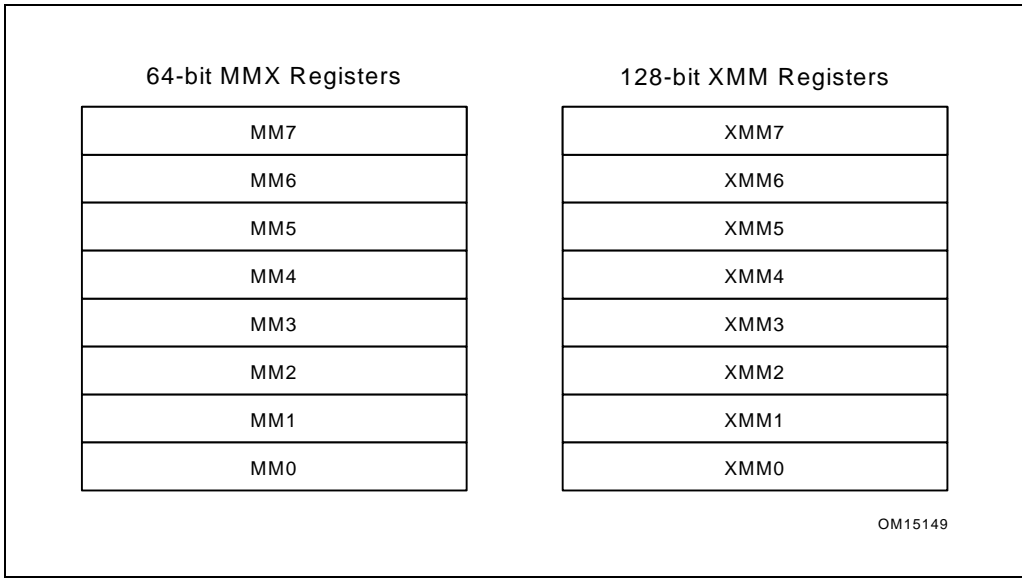 64-bit MMX Registers
MM7
MM6
MM5
MM4
MM3
MM2
MM1
MM0
128-bit XMM Registers
XMM7
XMM6
XMM5
XMM4
XMM3
XMM2
XMM1
XMM0
OM15149